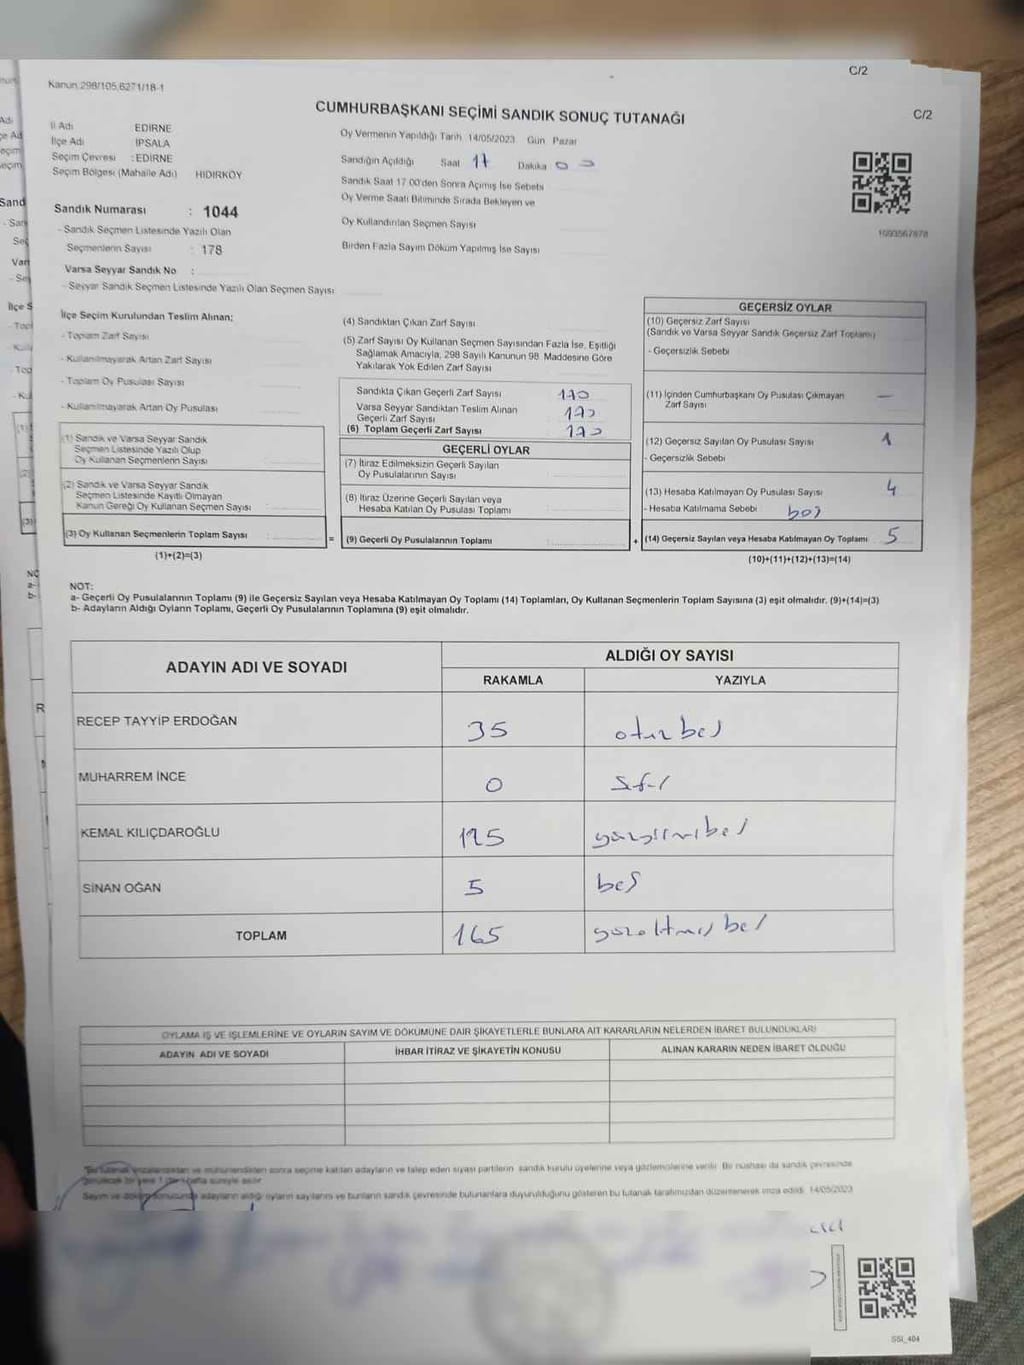 C/2
C/2
Kanun:298/105,6271/18-1
CUMHURBAŞKANI SEÇİMİ SANDIK SONUÇ TUTANAĞI
İl Adı EDİRNE
İlçe Adı İPSALA
Seçim Çevresi :EDİRNE
Seçim Bölgesi (Mahalle Adı) HIDIRKÖY
Sandık Numarası : 1044
- Sandık Seçmen Listesinde Yazılı Olan
Seçmenlerin Sayısı : 178
Varsa Seyyar Sandık No :
- Seyyar Sandık Seçmen Listesinde Yazılı Olan Seçmen Sayısı:
Oy Vermenin Yapıldığı Tarih 14/05/2023 Gün Pazar
Sandığın Açıldığı Saat 17 Dakika 00
Sandık Saat 17.00'den Sonra Açılmış İse Sebebi
Oy Verme Saati Bitiminde Sırada Bekleyen ve
Oy Kullandırılan Seçmen Sayısı
Birden Fazla Sayım Döküm Yapılmış İse Sayısı
1093567878
İlçe Seçim Kurulundan Teslim Alınan;
- Toplam Zarf Sayısı
- Kullanılmayarak Artan Zarf Sayısı
- Toplam Oy Pusulası Sayısı
- Kullanılmayarak Artan Oy Pusulası
(1) Sandık ve Varsa Seyyar Sandık
Seçmen Listesinde Yazılı Olup
Oy Kullanan Seçmenlerin Sayısı
(2) Sandık ve Varsa Seyyar Sandık
Seçmen Listesinde Kayıtlı Olmayan
Kanun Gereği Oy Kullanan Seçmen Sayısı :
(3) Oy Kullanan Seçmenlerin Toplam Sayısı :
(1)+(2)=(3)
(4) Sandıktan Çıkan Zarf Sayısı
(5) Zarf Sayısı Oy Kullanan Seçmen Sayısından Fazla İse, Eşitliği
Sağlamak Amacıyla, 298 Sayılı Kanunun 98. Maddesine Göre
Yakılarak Yok Edilen Zarf Sayısı
Sandıkta Çıkan Geçerli Zarf Sayısı 170
Varsa Seyyar Sandıktan Teslim Alınan
Geçerli Zarf Sayısı 170
(6) Toplam Geçerli Zarf Sayısı 170
GEÇERLİ OYLAR
(7) İtiraz Edilmeksizin Geçerli Sayılan
Oy Pusulalarının Sayısı
(8) İtiraz Üzerine Geçerli Sayılan veya
Hesaba Katılan Oy Pusulası Toplamı
= (9) Geçerli Oy Pusulalarının Toplamı
GEÇERSİZ OYLAR
(10) Geçersiz Zarf Sayısı
(Sandık ve Varsa Seyyar Sandık Geçersiz Zarf Toplamı)
- Geçersizlik Sebebi
(11) İçinden Cumhurbaşkanı Oy Pusulası Çıkmayan
Zarf Sayısı —
(12) Geçersiz Sayılan Oy Pusulası Sayısı 1
- Geçersizlik Sebebi
(13) Hesaba Katılmayan Oy Pusulası Sayısı 4
- Hesaba Katılmama Sebebi boş
+ (14) Geçersiz Sayılan veya Hesaba Katılmayan Oy Toplamı 5
(10)+(11)+(12)+(13)=(14)
NOT:
a- Geçerli Oy Pusulalarının Toplamı (9) ile Geçersiz Sayılan veya Hesaba Katılmayan Oy Toplamı (14) Toplamları, Oy Kullanan Seçmenlerin Toplam Sayısına (3) eşit olmalıdır. (9)+(14)=(3)
b- Adayların Aldığı Oyların Toplamı, Geçerli Oy Pusulalarının Toplamına (9) eşit olmalıdır.
ADAYIN ADI VE SOYADI ALDIĞI OY SAYISI
RAKAMLA YAZIYLA
RECEP TAYYİP ERDOĞAN 35 otuzbeş
MUHARREM İNCE 0 sıfır
KEMAL KILIÇDAROĞLU 125 yüzyirmibeş
SİNAN OĞAN 5 beş
TOPLAM 165 yüzaltmışbeş
OYLAMA İŞ VE İŞLEMLERİNE VE OYLARIN SAYIM VE DÖKÜMÜNE DAİR ŞİKAYETLERLE BUNLARA AİT KARARLARIN NELERDEN İBARET BULUNDUKLARI
ADAYIN ADI VE SOYADI İHBAR İTİRAZ VE ŞİKAYETİN KONUSU ALINAN KARARIN NEDEN İBARET OLDUĞU
sonra seçime katılan adayların ve talep eden siyasi partilerin sandık kurulu üyelerine veya gözlemcilerine verilir. Bir nüshası da sandık çevresinde
adayların aldığı oyların sayılarını ve bunların sandık çevresinde bulunanlara duyurulduğunu gösteren bu tutanak tarafımızdan düzenlenerek imza edildi. 14/05/2023
SSI_404